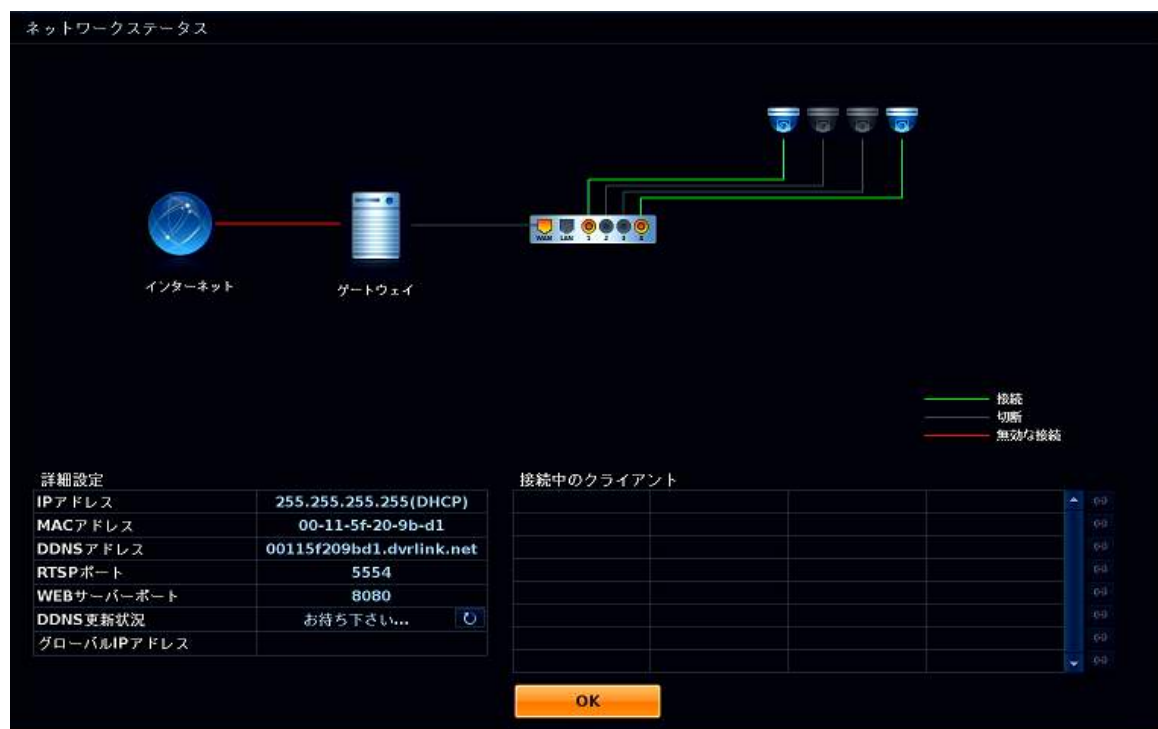 ネットワークステータス
WAN LAN 1 2 3 4
インターネット
ゲートウェイ
接続
切断
無効な接続
詳細設定
IPアドレス 255.255.255.255(DHCP)
MACアドレス 00-11-5f-20-9b-d1
DDNSアドレス 00115f209bd1.dvrlink.net
RTSPポート 5554
WEBサーバーポート 8080
DDNS更新状況 お待ち下さい...
グローバルIPアドレス
接続中のクライアント
OK